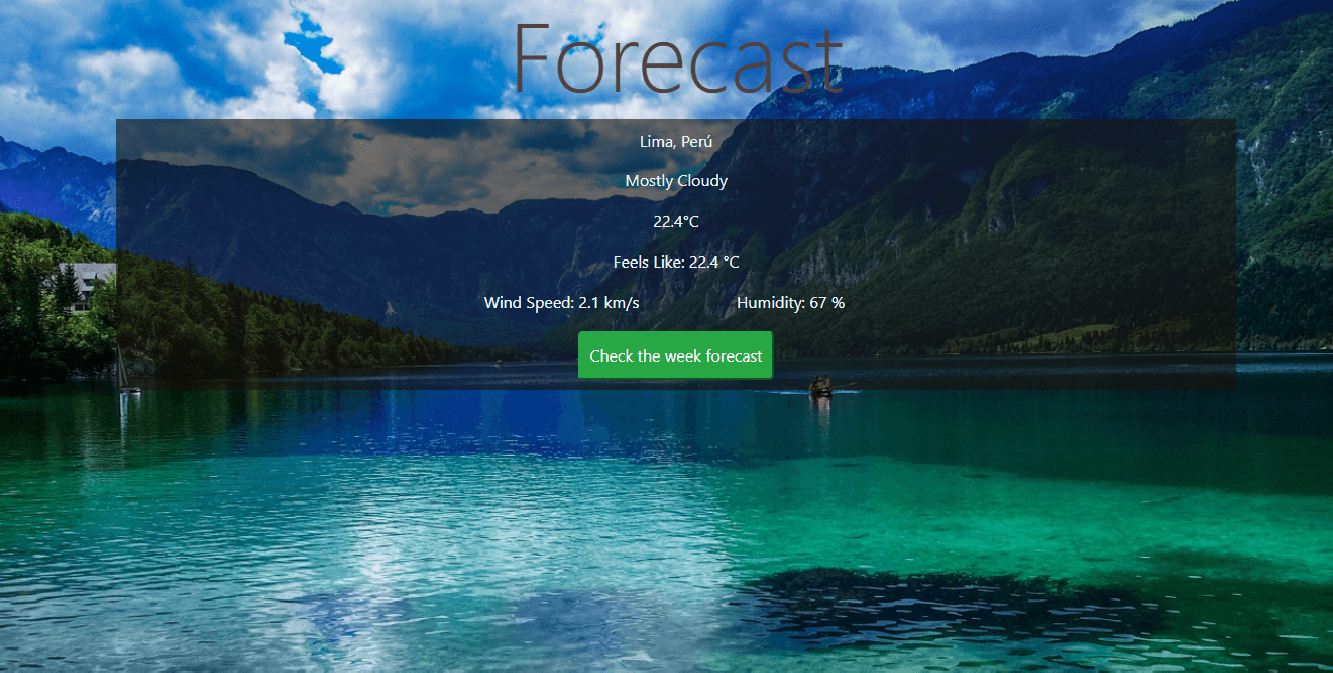 Forecast
Lima, Perú
Mostly Cloudy
22.4°C
Feels Like: 22.4 °C
Wind Speed: 2.1 km/s Humidity: 67 %
Check the week forecast